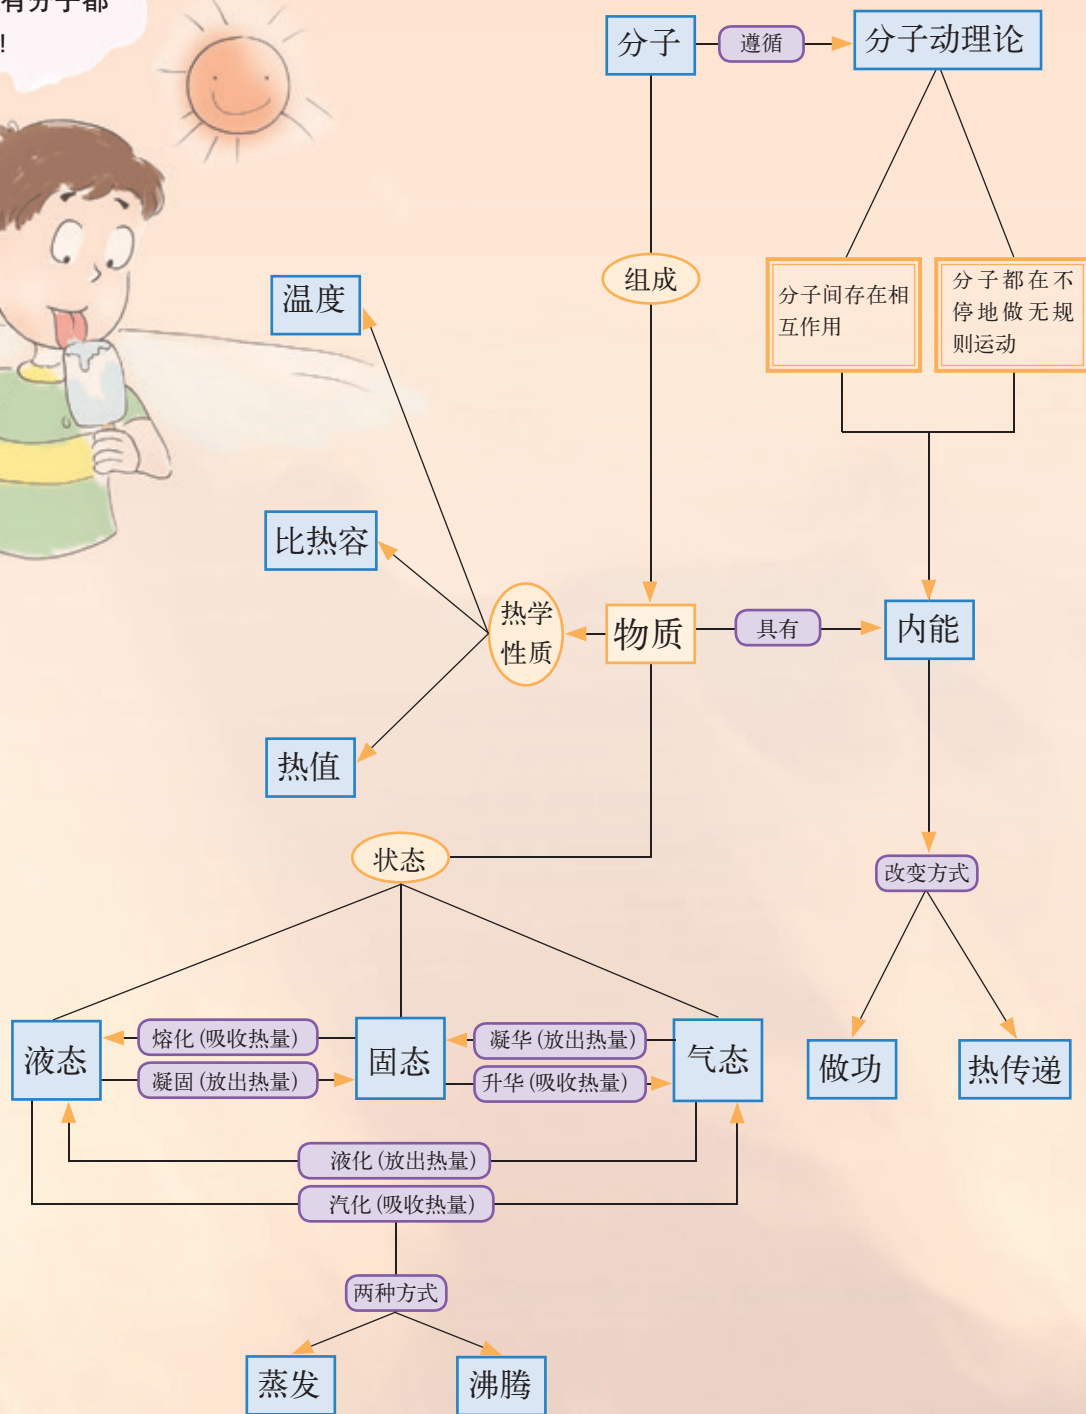 有分子都
!
分子
遵循
分子动理论
组成
分子间存在相
互作用
分子都在不
停地做无规
则运动
温度
比热容
热学
性质
物质
具有
内能
热值
状态
改变方式
液态
熔化(吸收热量)
凝固(放出热量)
固态
凝华(放出热量)
升华(吸收热量)
气态
做功
热传递
液化(放出热量)
汽化(吸收热量)
两种方式
蒸发
沸腾